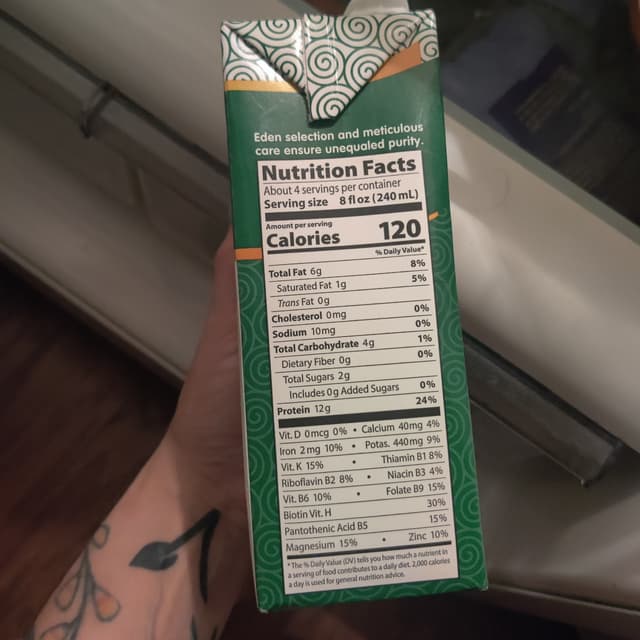 Eden selection and meticulous
care ensure unequaled purity.
Nutrition Facts
About 4 servings per container
Serving size 8 fl oz (240 mL)
Amount per serving
Calories 120
% Daily Value*
Total Fat 6g 8%
Saturated Fat 1g 5%
Trans Fat 0g
Cholesterol 0mg 0%
Sodium 10mg 0%
Total Carbohydrate 4g 1%
Dietary Fiber 0g 0%
Total Sugars 2g
Includes 0g Added Sugars 0%
Protein 12g 24%
Vit. D 0mcg 0% • Calcium 40mg 4%
Iron 2mg 10% • Potas. 440mg 9%
Vit. K 15% • Thiamin B1 8%
Riboflavin B2 8% • Niacin B3 4%
Vit. B6 10% • Folate B9 15%
Biotin Vit. H 30%
Pantothenic Acid B5 15%
Magnesium 15% • Zinc 10%
*The % Daily Value (DV) tells you how much a nutrient in
a serving of food contributes to a daily diet. 2,000 calories
a day is used for general nutrition advice.